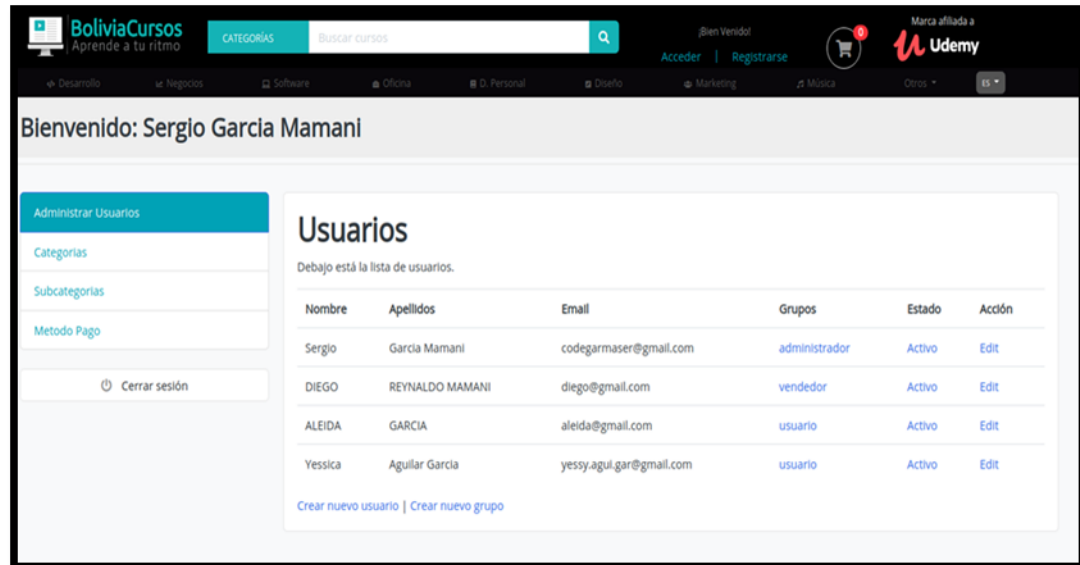 BoliviaCursos
Aprende a tu ritmo
CATEGORÍAS
Buscar cursos
¡Bien Venido!
Acceder | Registrarse
0
Marca afiliada a
Udemy
Desarrollo Negocios Software Oficina D. Personal Diseño Marketing Música Otros ES
Bienvenido: Sergio Garcia Mamani
Administrar Usuarios
Categorias
Subcategorias
Metodo Pago
Cerrar sesión
Usuarios
Debajo está la lista de usuarios.
Nombre Apellidos Email Grupos Estado Acción
Sergio Garcia Mamani codegarmaser@gmail.com administrador Activo Edit
DIEGO REYNALDO MAMANI diego@gmail.com vendedor Activo Edit
ALEIDA GARCIA aleida@gmail.com usuario Activo Edit
Yessica Aguilar Garcia yessy.agui.gar@gmail.com usuario Activo Edit
Crear nuevo usuario | Crear nuevo grupo